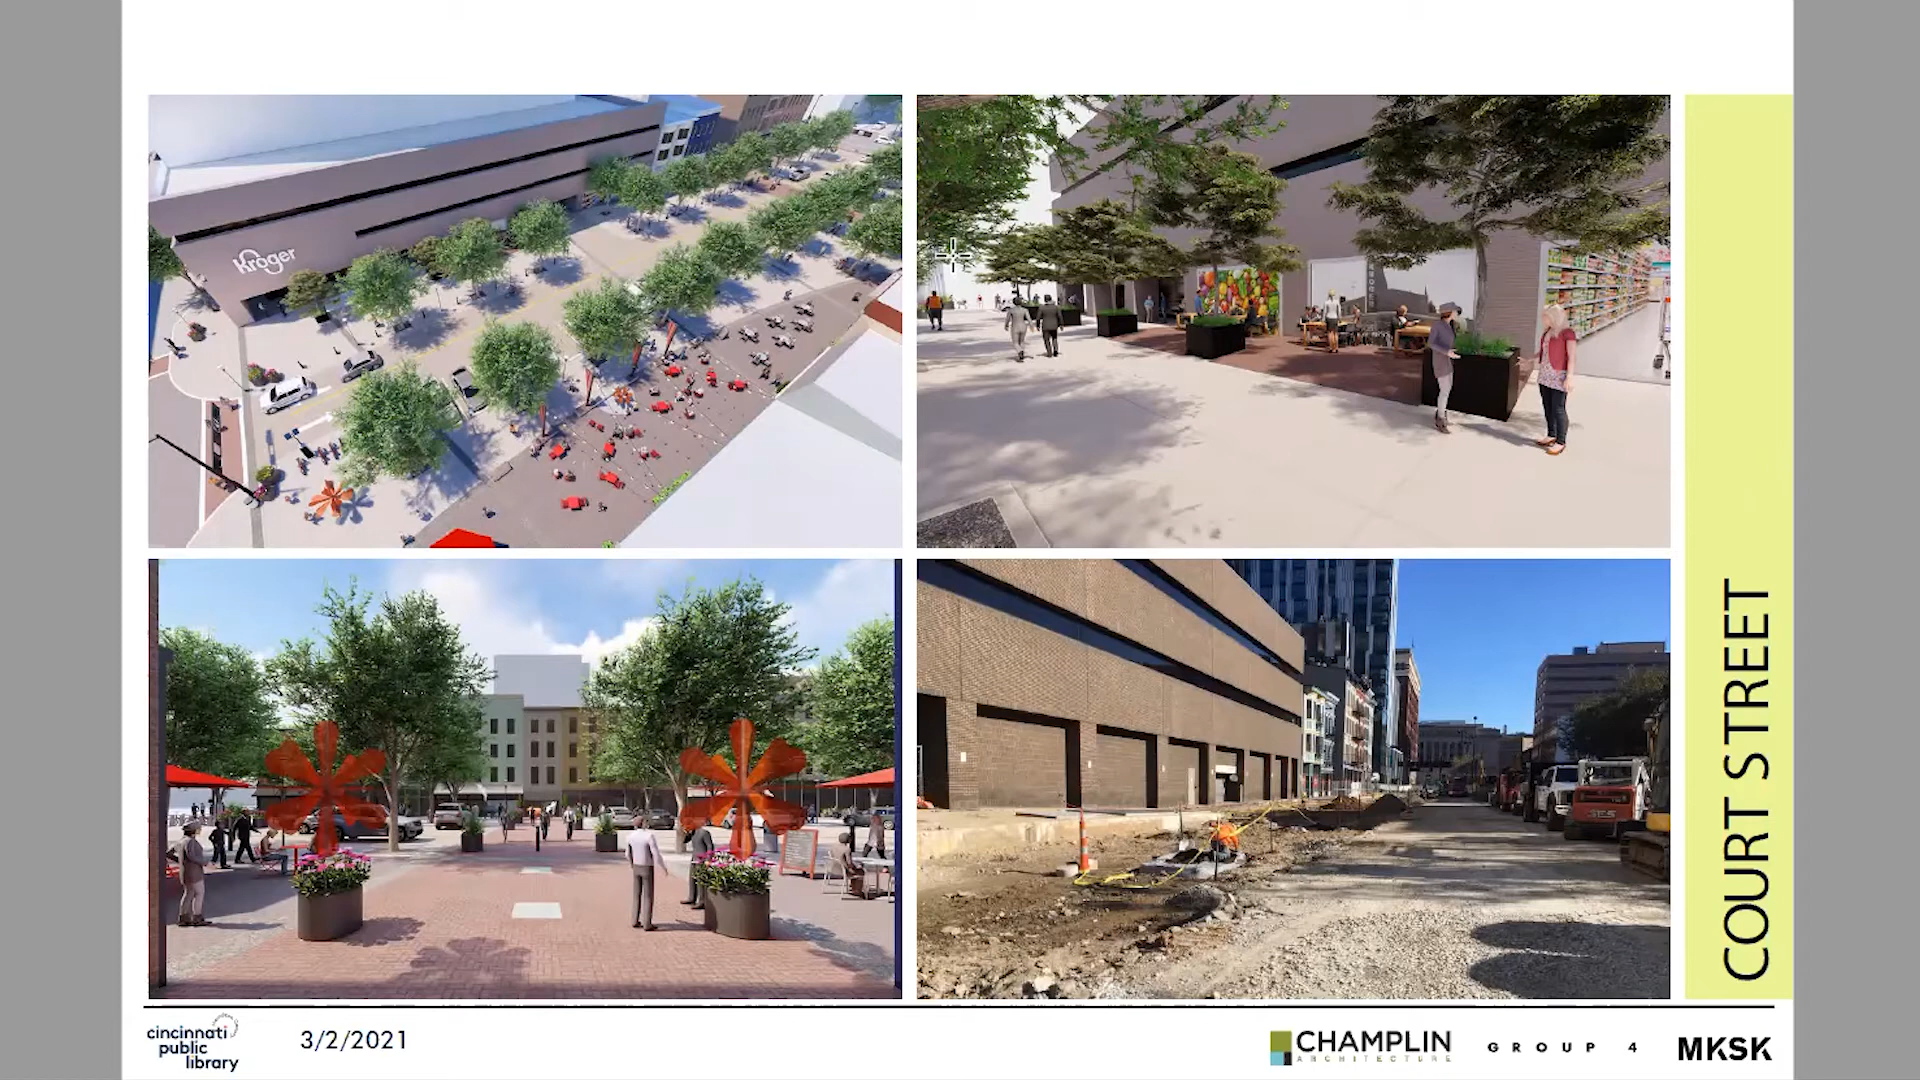 Kroger
COURT STREET
cincinnati
public
library
3/2/2021
CHAMPLIN
ARCHITECTURE
GROUP 4
MKSK